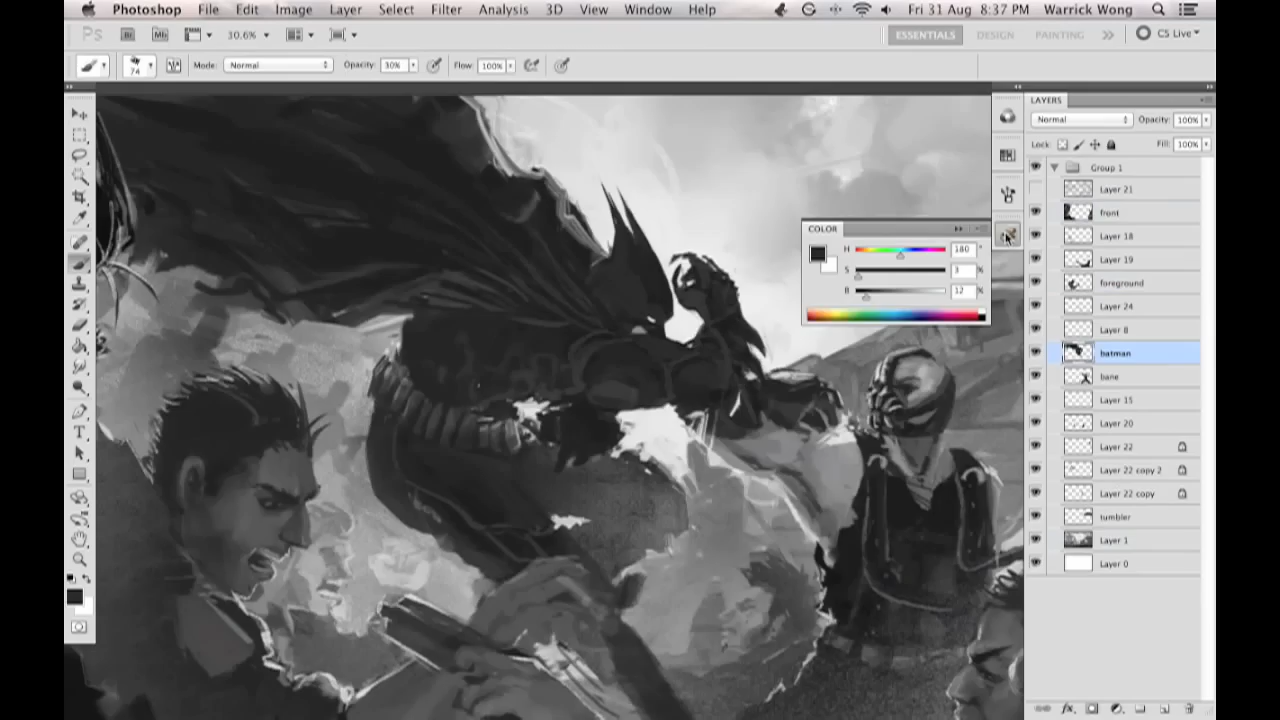 Photoshop File Edit Image Layer Select Filter Analysis 3D View Window Help Fri 31 Aug 8:37 PM Warrick Wong
Ps Br Mb 30.6% ESSENTIALS DESIGN PAINTING CS Live
74 Mode: Normal Opacity: 30% Flow: 100%
LAYERS
Normal Opacity: 100%
Lock: Fill: 100%
Group 1
Layer 21
front
Layer 18
Layer 19
foreground
Layer 24
Layer 8
batman
bane
Layer 15
Layer 20
Layer 22
Layer 22 copy 2
Layer 22 copy
tumbler
Layer 1
Layer 0
COLOR
H 180 °
S 3 %
B 12 %
T
fx